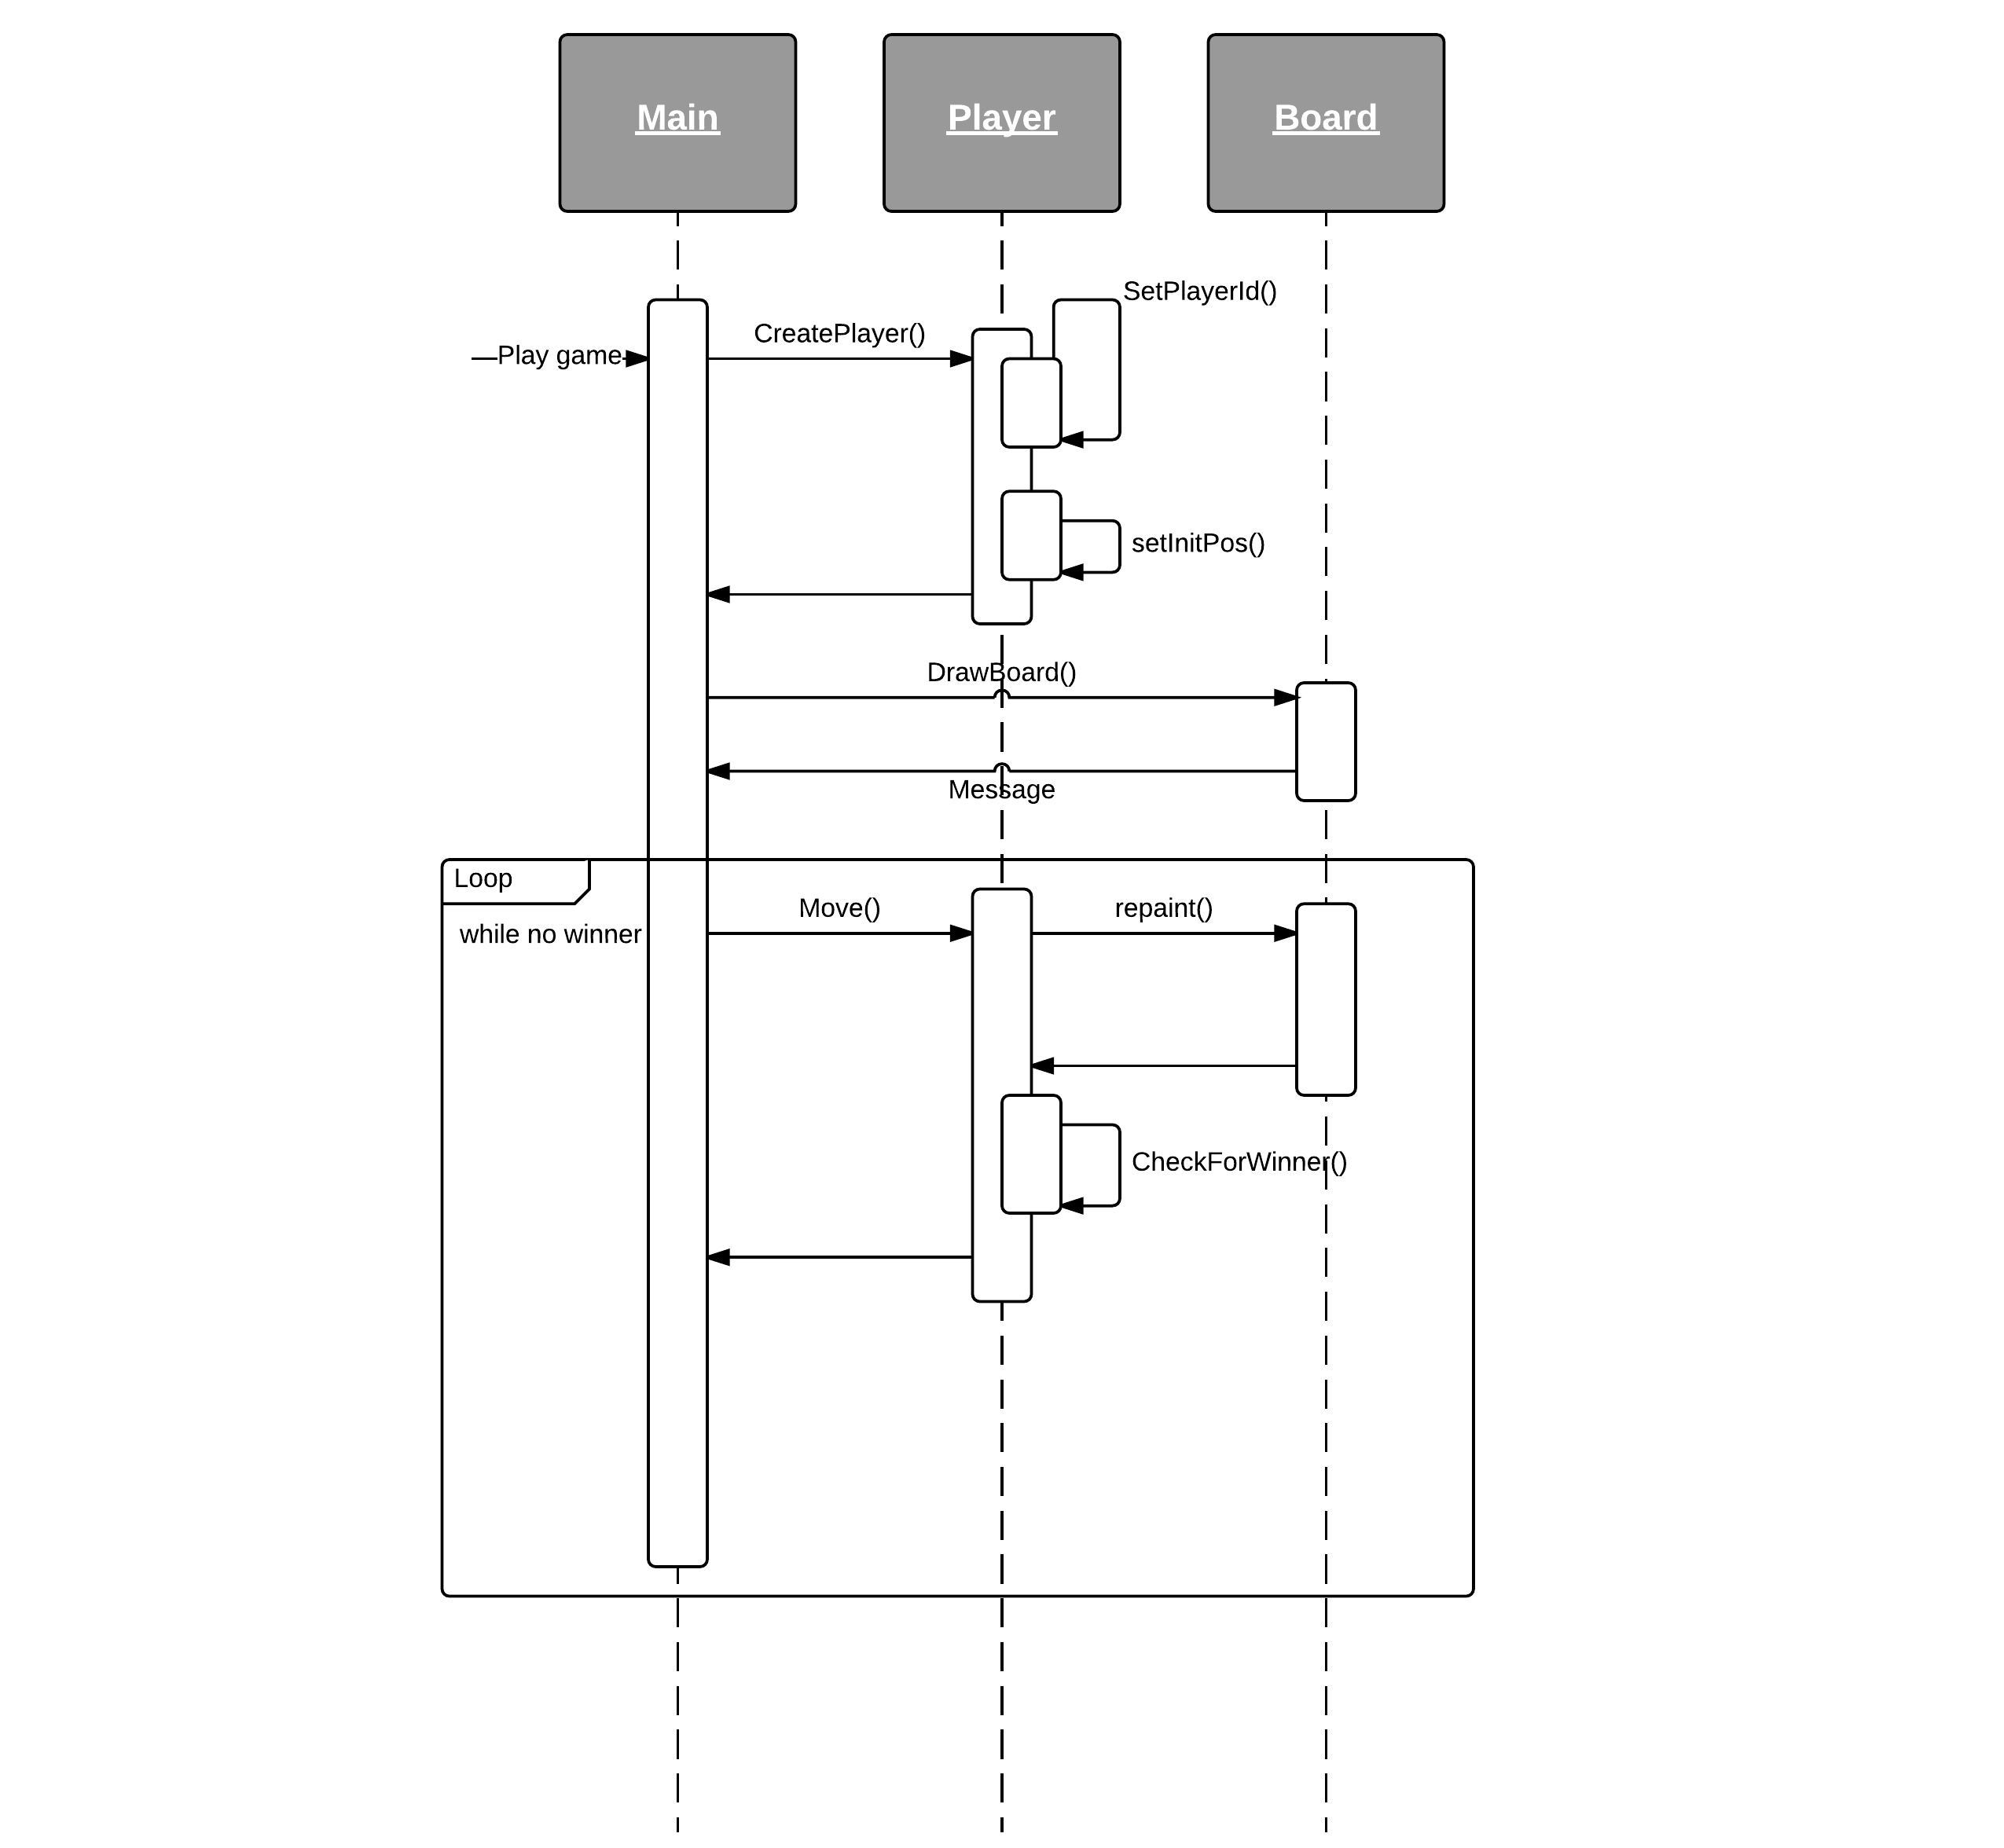 Main
Player
Board
SetPlayerId()
CreatePlayer()
Play game
setInitPos()
DrawBoard()
Message
Loop
Move()
repaint()
while no winner
CheckForWinner()